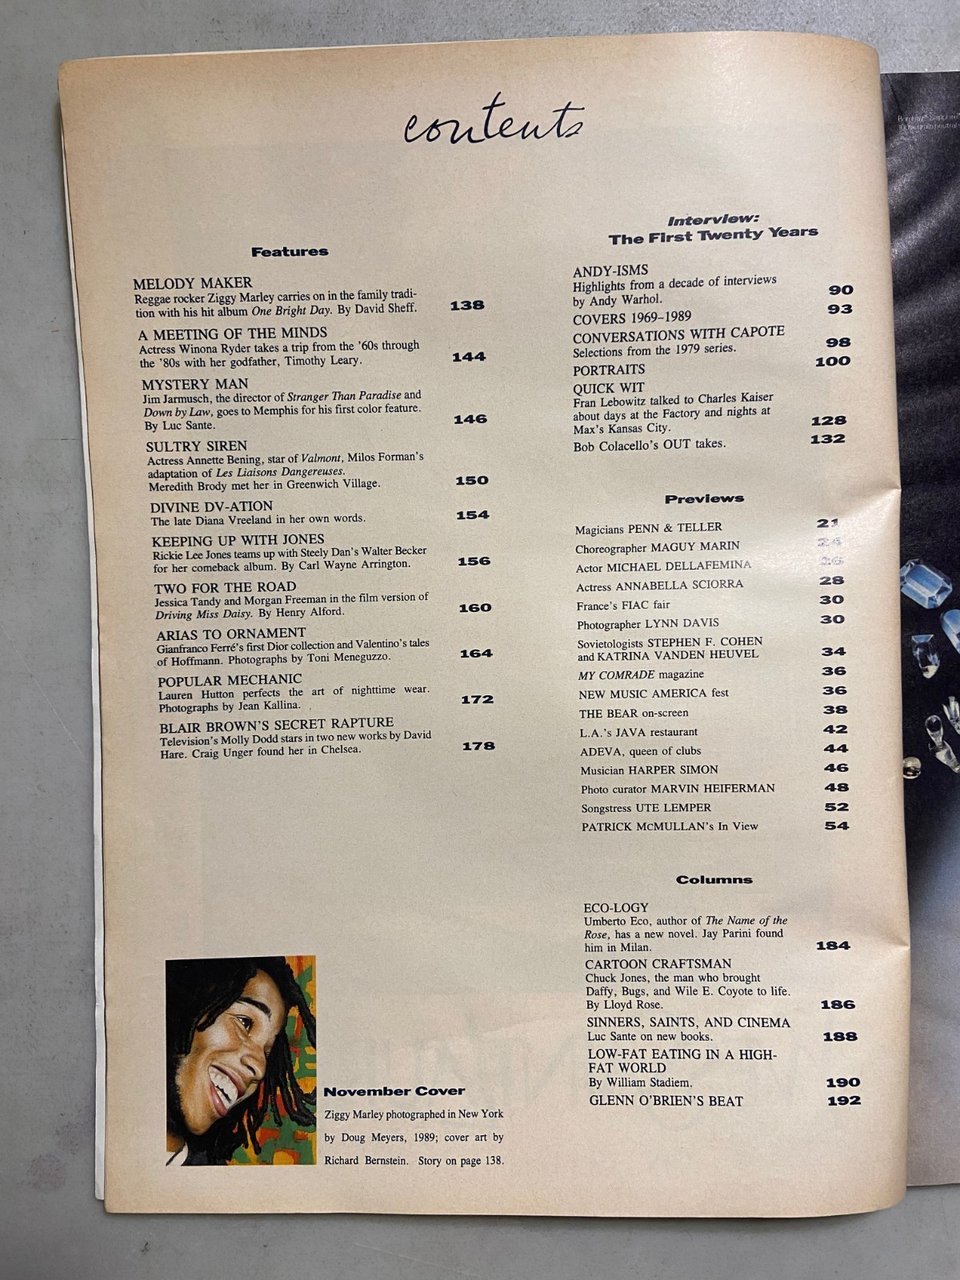 contents
Features
MELODY MAKER
Reggae rocker Ziggy Marley carries on in the family tradi-
tion with his hit album One Bright Day. By David Sheff. 138
A MEETING OF THE MINDS
Actress Winona Ryder takes a trip from the '60s through
the '80s with her godfather, Timothy Leary. 144
MYSTERY MAN
Jim Jarmusch, the director of Stranger Than Paradise and
Down by Law, goes to Memphis for his first color feature.
By Luc Sante. 146
SULTRY SIREN
Actress Annette Bening, star of Valmont, Milos Forman's
adaptation of Les Liaisons Dangereuses.
Meredith Brody met her in Greenwich Village. 150
DIVINE DV-ATION
The late Diana Vreeland in her own words. 154
KEEPING UP WITH JONES
Rickie Lee Jones teams up with Steely Dan's Walter Becker
for her comeback album. By Carl Wayne Arrington. 156
TWO FOR THE ROAD
Jessica Tandy and Morgan Freeman in the film version of
Driving Miss Daisy. By Henry Alford. 160
ARIAS TO ORNAMENT
Gianfranco Ferré's first Dior collection and Valentino's tales
of Hoffmann. Photographs by Toni Meneguzzo. 164
POPULAR MECHANIC
Lauren Hutton perfects the art of nighttime wear.
Photographs by Jean Kallina. 172
BLAIR BROWN'S SECRET RAPTURE
Television's Molly Dodd stars in two new works by David
Hare. Craig Unger found her in Chelsea. 178
November Cover
Ziggy Marley photographed in New York
by Doug Meyers, 1989; cover art by
Richard Bernstein. Story on page 138.
Interview:
The First Twenty Years
ANDY-ISMS
Highlights from a decade of interviews
by Andy Warhol. 90
COVERS 1969–1989 93
CONVERSATIONS WITH CAPOTE
Selections from the 1979 series. 98
PORTRAITS 100
QUICK WIT
Fran Lebowitz talked to Charles Kaiser
about days at the Factory and nights at
Max's Kansas City. 128
Bob Colacello's OUT takes. 132
Previews
Magicians PENN & TELLER 21
Choreographer MAGUY MARIN 24
Actor MICHAEL DELLAFEMINA 26
Actress ANNABELLA SCIORRA 28
France's FIAC fair 30
Photographer LYNN DAVIS 30
Sovietologists STEPHEN F. COHEN
and KATRINA VANDEN HEUVEL 34
MY COMRADE magazine 36
NEW MUSIC AMERICA fest 36
THE BEAR on-screen 38
L.A.'s JAVA restaurant 42
ADEVA, queen of clubs 44
Musician HARPER SIMON 46
Photo curator MARVIN HEIFERMAN 48
Songstress UTE LEMPER 52
PATRICK McMULLAN's In View 54
Columns
ECO-LOGY
Umberto Eco, author of The Name of the
Rose, has a new novel. Jay Parini found
him in Milan. 184
CARTOON CRAFTSMAN
Chuck Jones, the man who brought
Daffy, Bugs, and Wile E. Coyote to life.
By Lloyd Rose. 186
SINNERS, SAINTS, AND CINEMA
Luc Sante on new books. 188
LOW-FAT EATING IN A HIGH-
FAT WORLD
By William Stadiem. 190
GLENN O'BRIEN'S BEAT 192